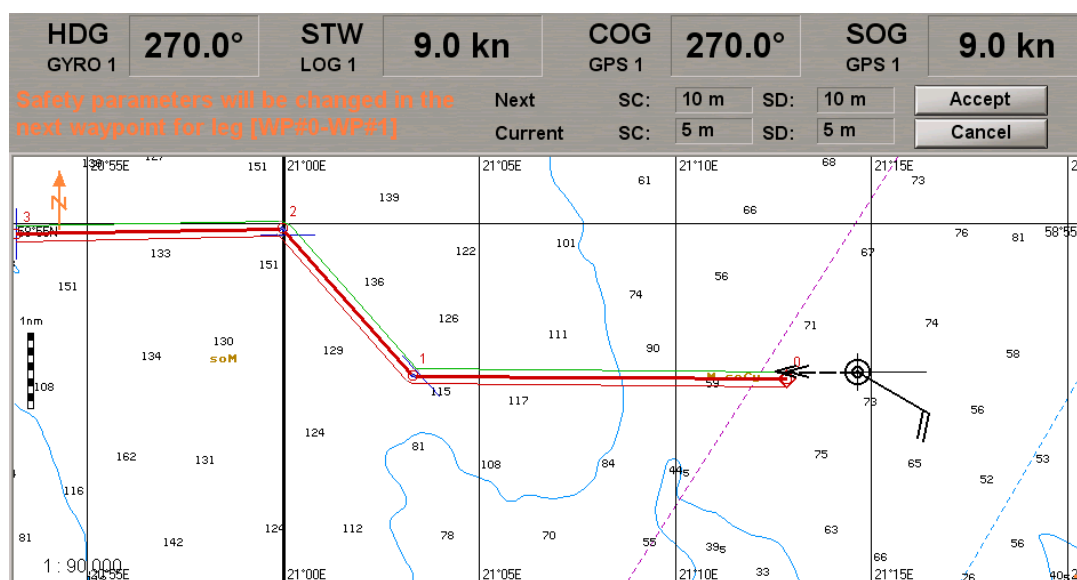 HDG 270.0° STW 9.0 kn COG 270.0° SOG 9.0 kn
GYRO 1 LOG 1 GPS 1 GPS 1
Safety parameters will be changed in the Next SC: 10 m SD: 10 m Accept
next waypoint for leg [WP#0-WP#1] Current SC: 5 m SD: 5 m Cancel
20°55E 151 21°00E 21°05E 21°10E 68 21°15E
61 73
139
66
3 2
58°55N 76 81 58°55
122 101 67
133
151 56
151 136 74
1nm 126 71 74
130 111
134 soM 129 90 58
108 1 0
M soCu
115 59
117 73
56
124
81 75
162 131 108 84 44₅ 65 53
116 52
124 112 63
81 78 70 55 56
142 39₅
66
1 : 90 000 33
20°55E 21°00E 21°05E 21°10E 21°15E 76 40₅
N